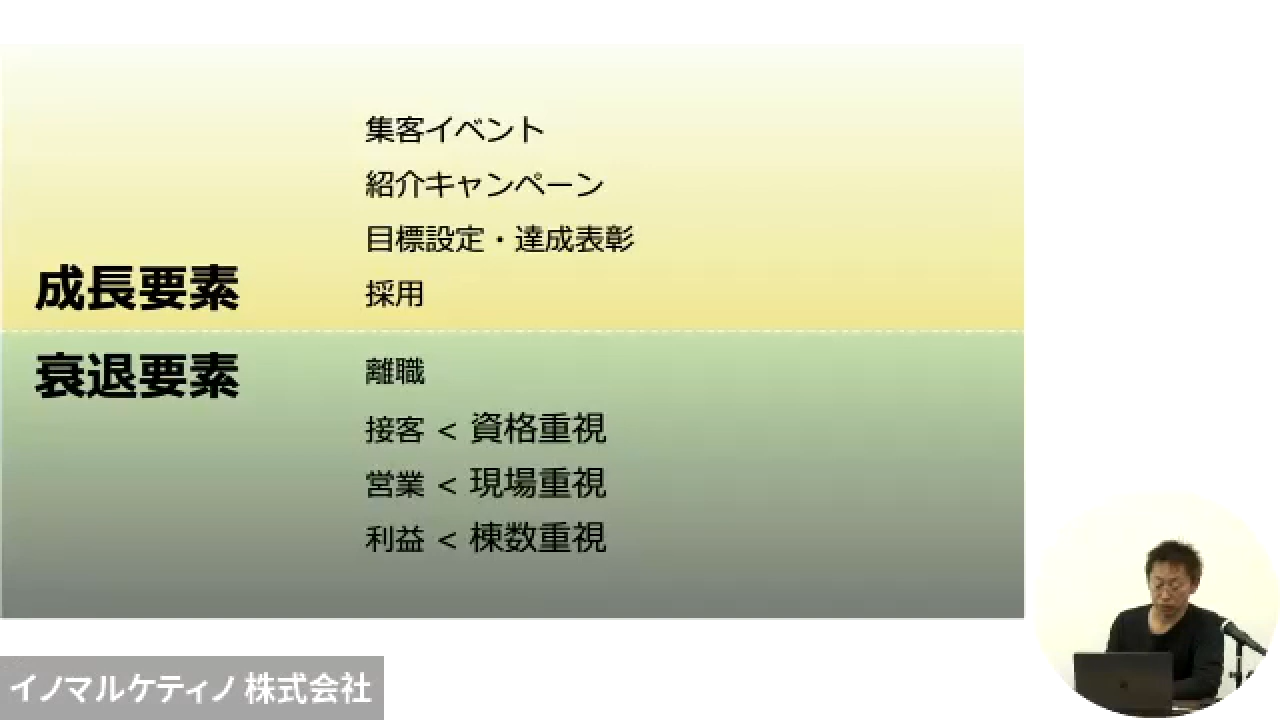 集客イベント
紹介キャンペーン
目標設定・達成表彰
成長要素
採用
衰退要素
離職
接客 < 資格重視
営業 < 現場重視
利益 < 棟数重視
イノマルケティノ 株式会社